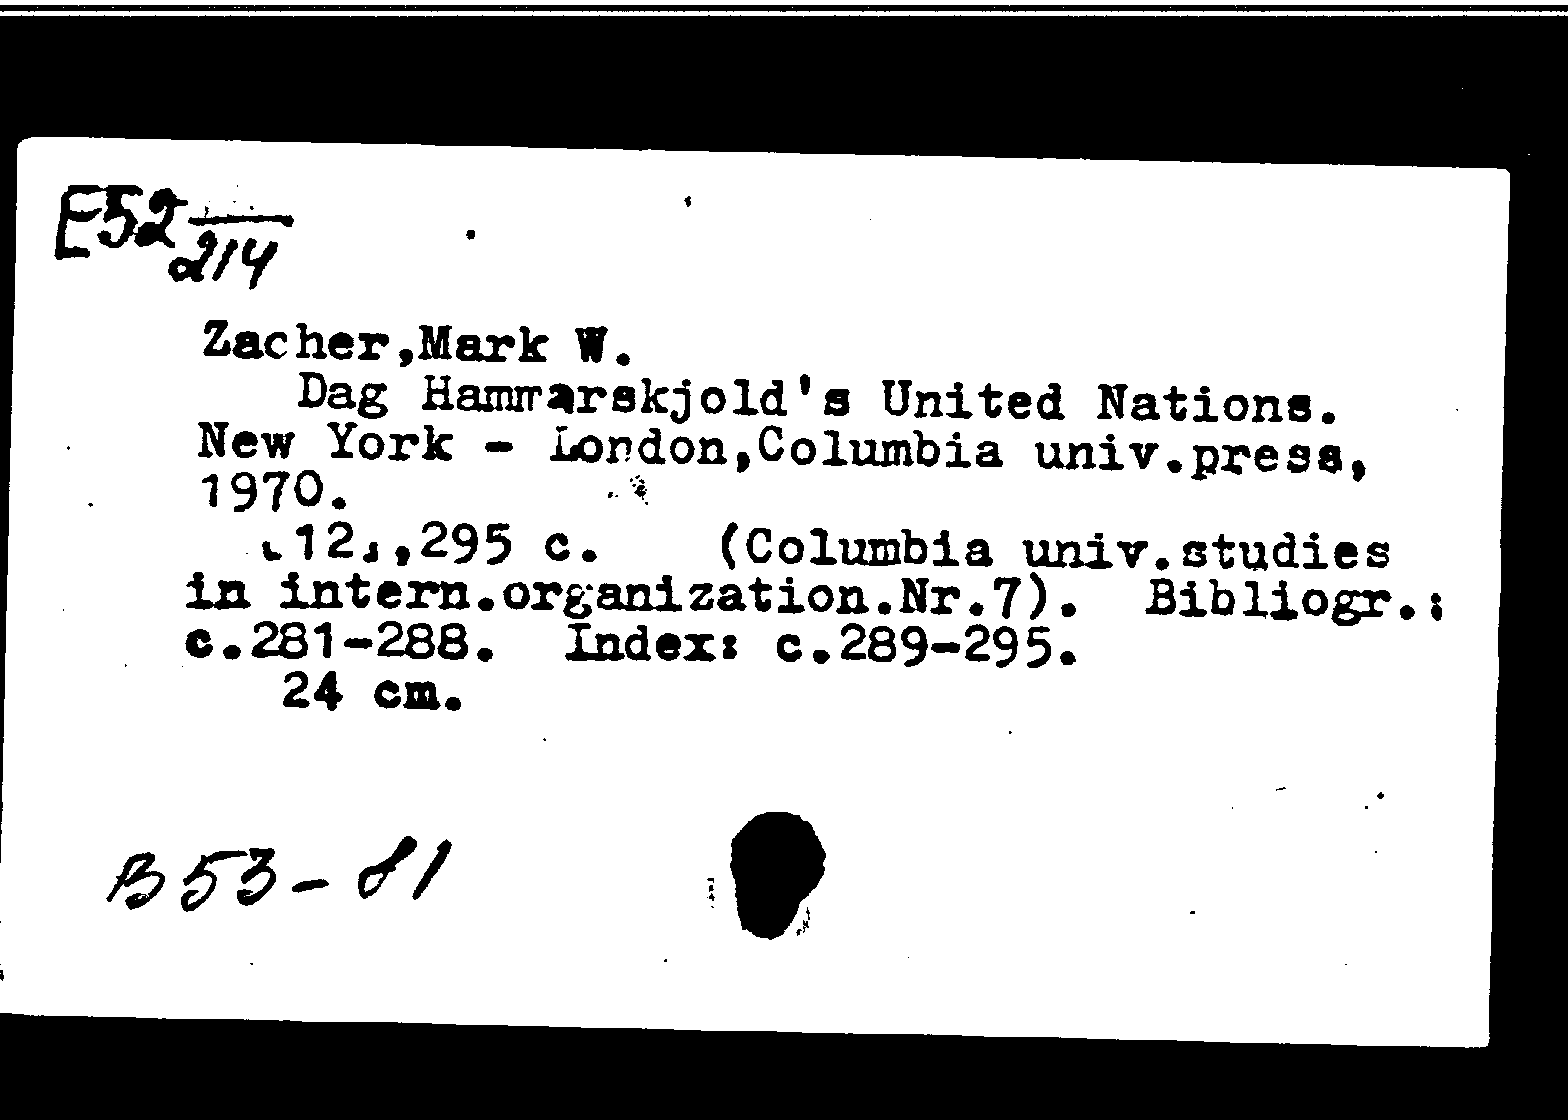 E52
214
Zacher,Mark W.
Dag Hammarskjold's United Nations.
New York - London,Columbia univ.press,
1970.
[12],295 c. (Columbia univ.studies
in intern.organization.Nr.7). Bibliogr.:
c.281-288. Index: c.289-295.
24 cm.
B53-81